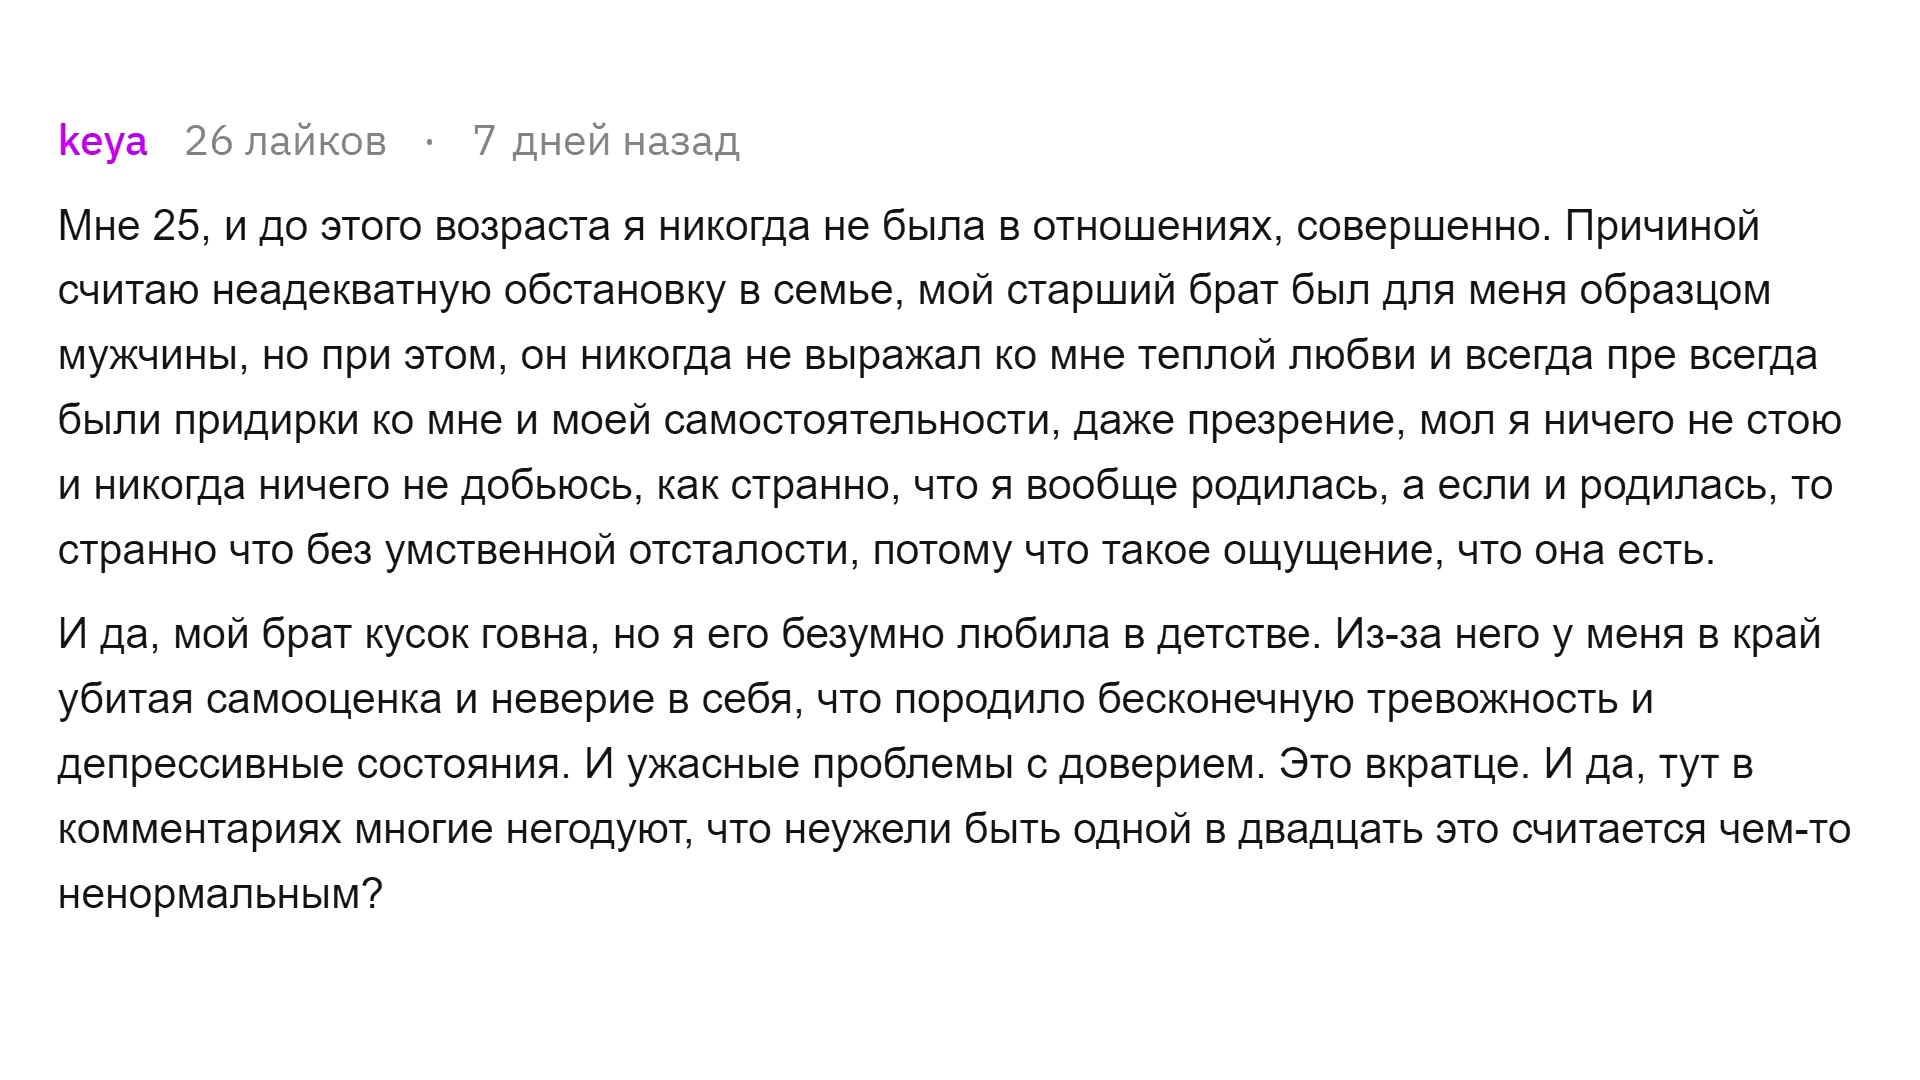 keya 26 лайков · 7 дней назад
Мне 25, и до этого возраста я никогда не была в отношениях, совершенно. Причиной
считаю неадекватную обстановку в семье, мой старший брат был для меня образцом
мужчины, но при этом, он никогда не выражал ко мне теплой любви и всегда пре всегда
были придирки ко мне и моей самостоятельности, даже презрение, мол я ничего не стою
и никогда ничего не добьюсь, как странно, что я вообще родилась, а если и родилась, то
странно что без умственной отсталости, потому что такое ощущение, что она есть.
И да, мой брат кусок говна, но я его безумно любила в детстве. Из-за него у меня в край
убитая самооценка и неверие в себя, что породило бесконечную тревожность и
депрессивные состояния. И ужасные проблемы с доверием. Это вкратце. И да, тут в
комментариях многие негодуют, что неужели быть одной в двадцать это считается чем-то
ненормальным?